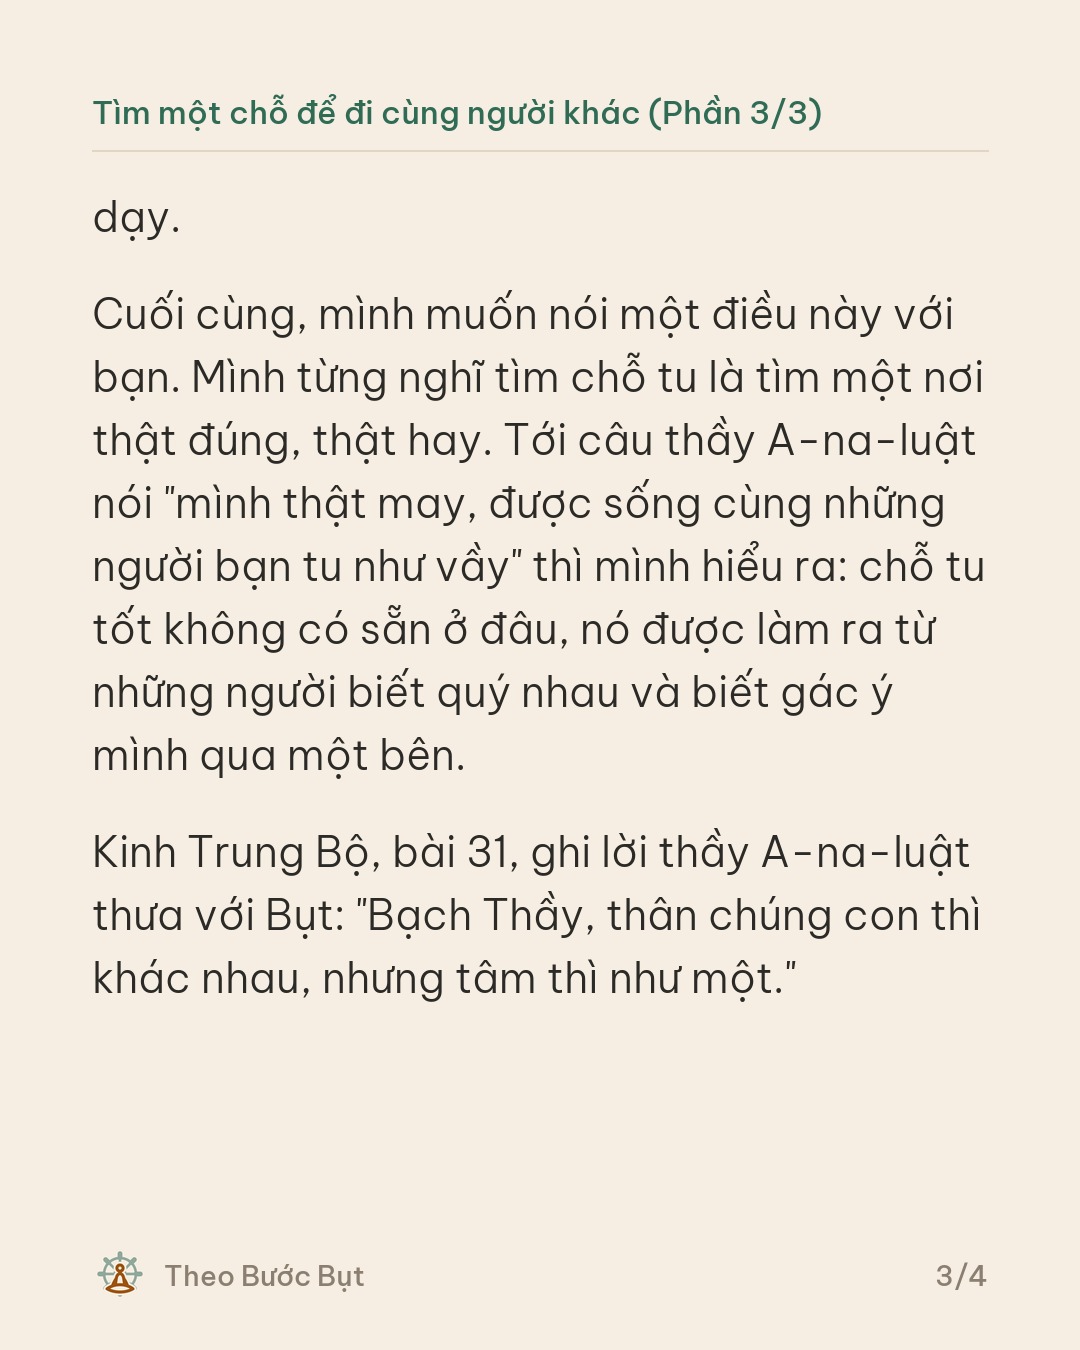 Tìm một chỗ để đi cùng người khác (Phần 3/3)
dạy.
Cuối cùng, mình muốn nói một điều này với
bạn. Mình từng nghĩ tìm chỗ tu là tìm một nơi
thật đúng, thật hay. Tới câu thầy A-na-luật
nói "mình thật may, được sống cùng những
người bạn tu như vầy" thì mình hiểu ra: chỗ tu
tốt không có sẵn ở đâu, nó được làm ra từ
những người biết quý nhau và biết gác ý
mình qua một bên.
Kinh Trung Bộ, bài 31, ghi lời thầy A-na-luật
thưa với Bụt: "Bạch Thầy, thân chúng con thì
khác nhau, nhưng tâm thì như một."
Theo Bước Bụt
3/4